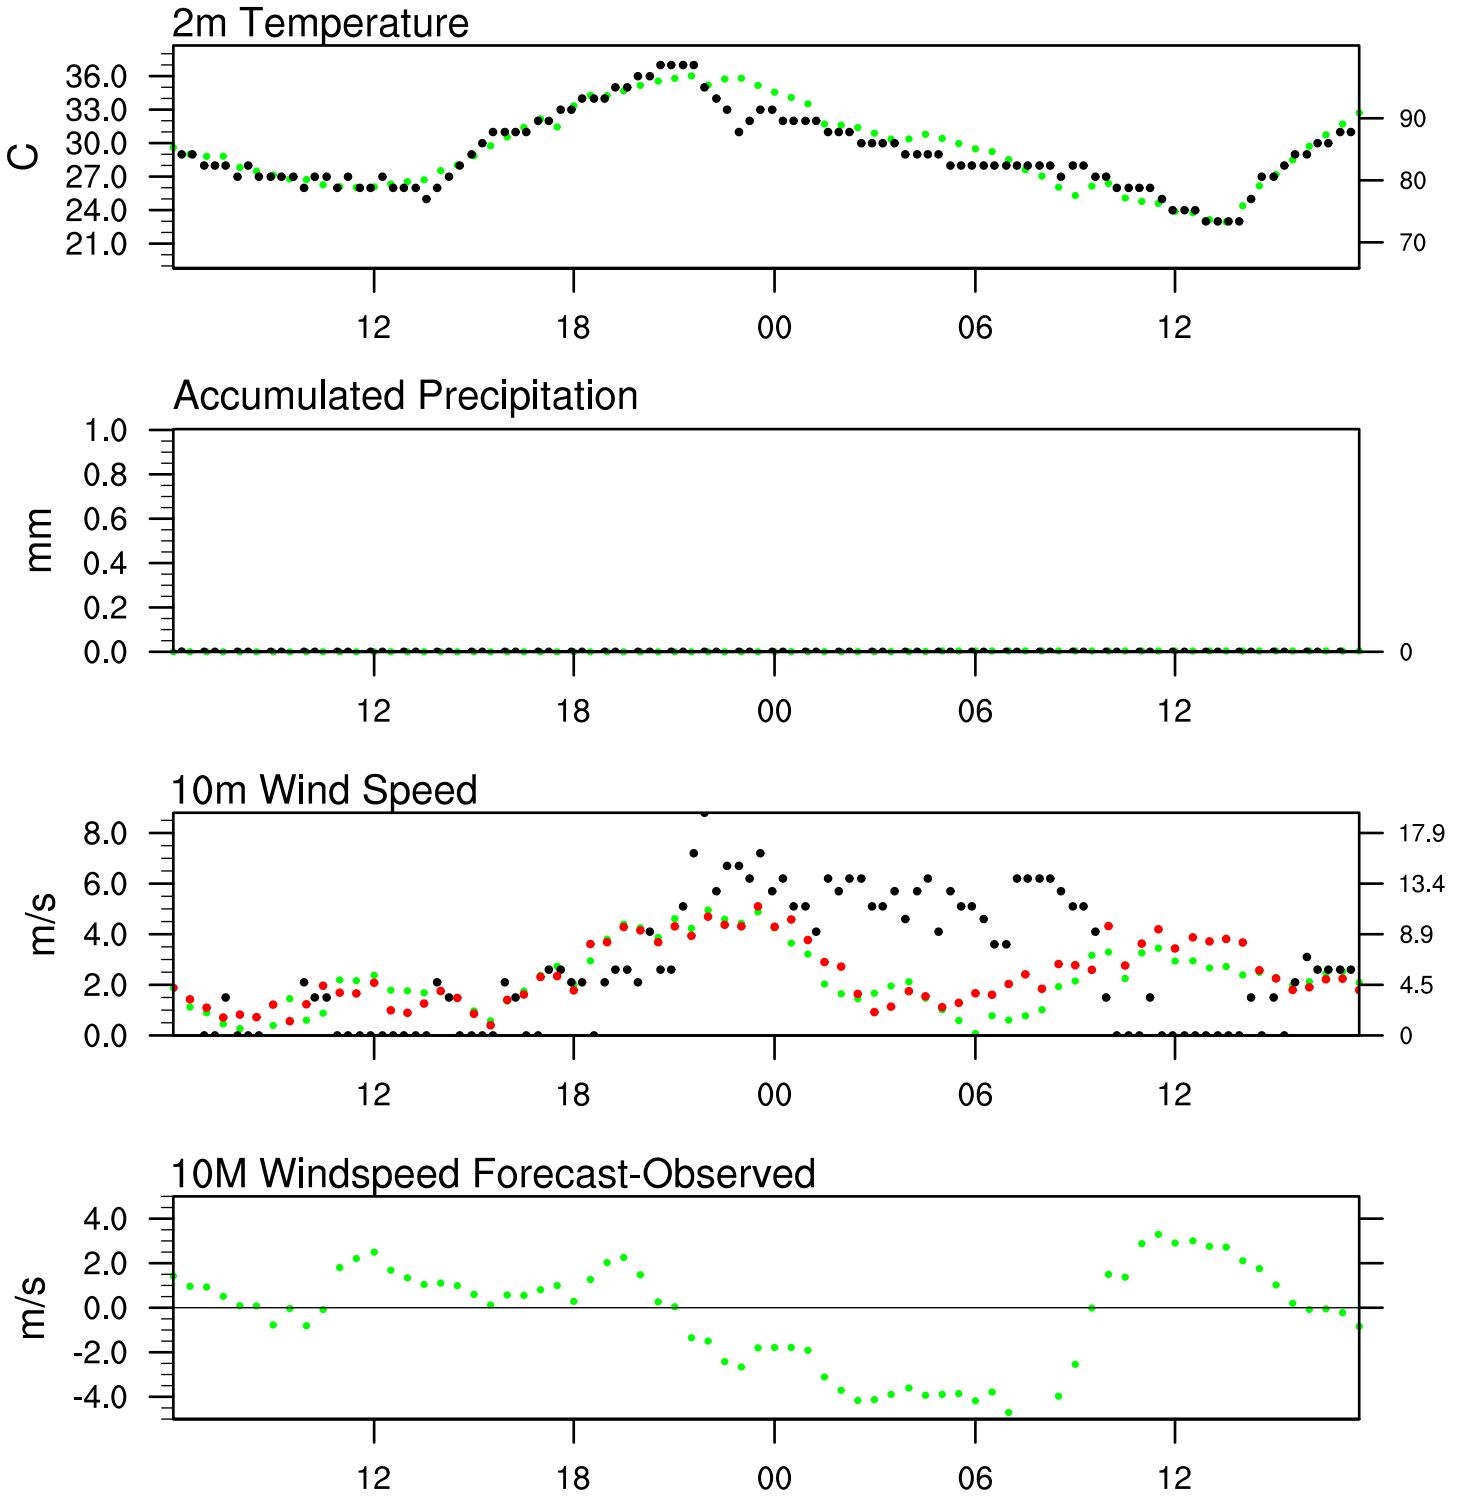 2m Temperature
36.0
33.0
30.0
27.0
24.0
21.0
C
90
80
70
12 18 00 06 12
Accumulated Precipitation
1.0
0.8
0.6
0.4
0.2
0.0
mm
0
12 18 00 06 12
10m Wind Speed
8.0
6.0
4.0
2.0
0.0
m/s
17.9
13.4
8.9
4.5
0
12 18 00 06 12
10M Windspeed Forecast-Observed
4.0
2.0
0.0
-2.0
-4.0
m/s
12 18 00 06 12